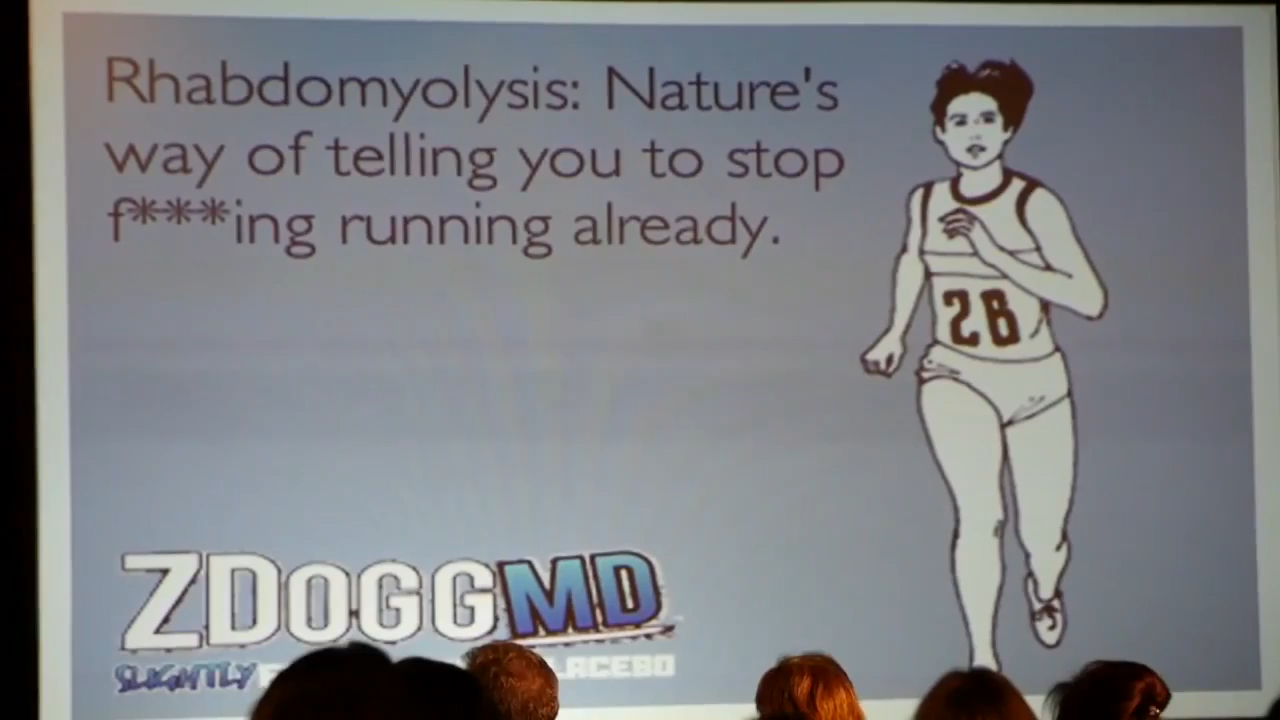 Rhabdomyolysis: Nature's
way of telling you to stop
f***ing running already.
28
ZDOGGMD
SLIGHTLY